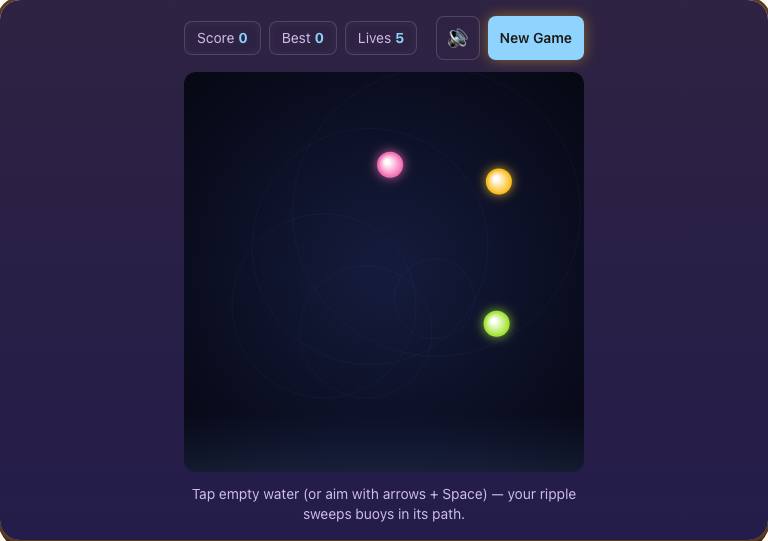 Score 0 Best 0 Lives 5 New Game
Tap empty water (or aim with arrows + Space) — your ripple
sweeps buoys in its path.